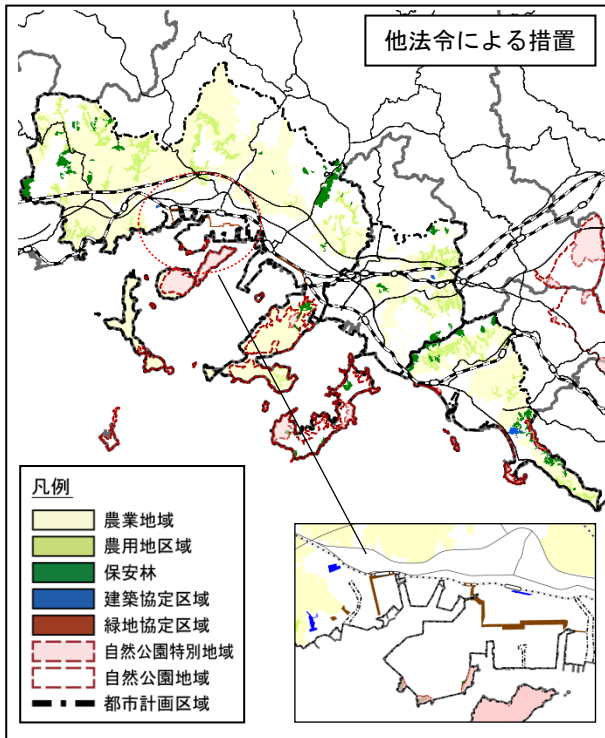 他法令による措置
凡例
農業地域
農用地区域
保安林
建築協定区域
緑地協定区域
自然公園特別地域
自然公園地域
都市計画区域